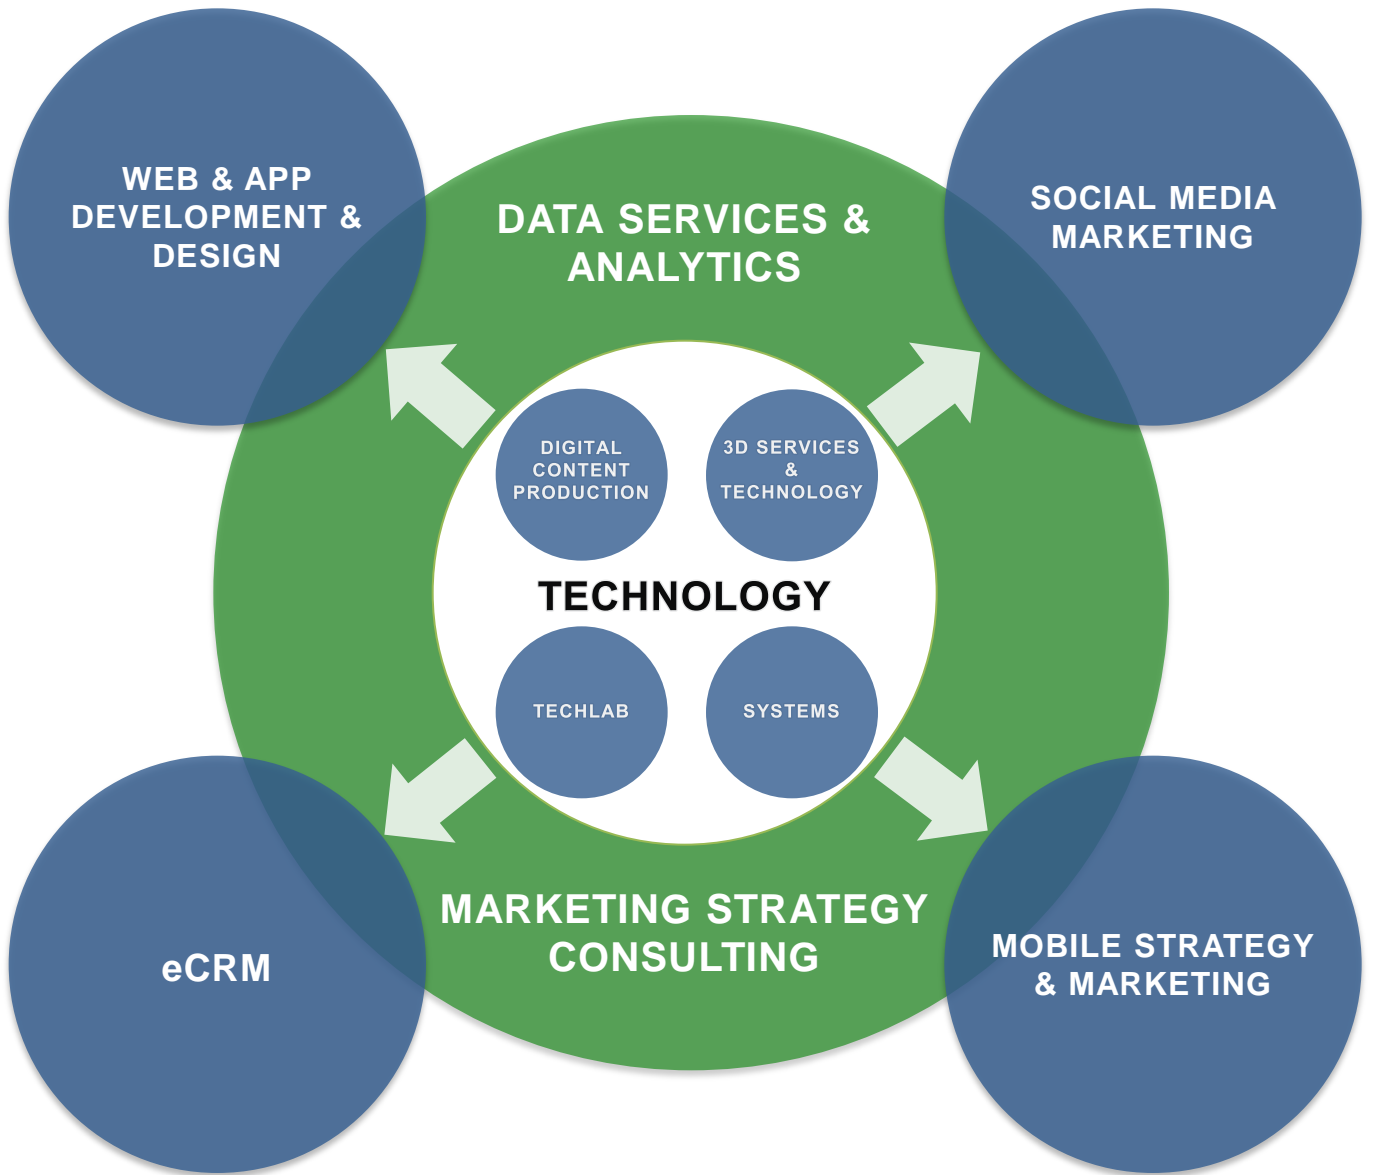 WEB & APP
DEVELOPMENT &
DESIGN
SOCIAL MEDIA
MARKETING
DATA SERVICES &
ANALYTICS
DIGITAL
CONTENT
PRODUCTION
3D SERVICES
&
TECHNOLOGY
TECHNOLOGY
TECHLAB
SYSTEMS
MARKETING STRATEGY
CONSULTING
eCRM
MOBILE STRATEGY
& MARKETING